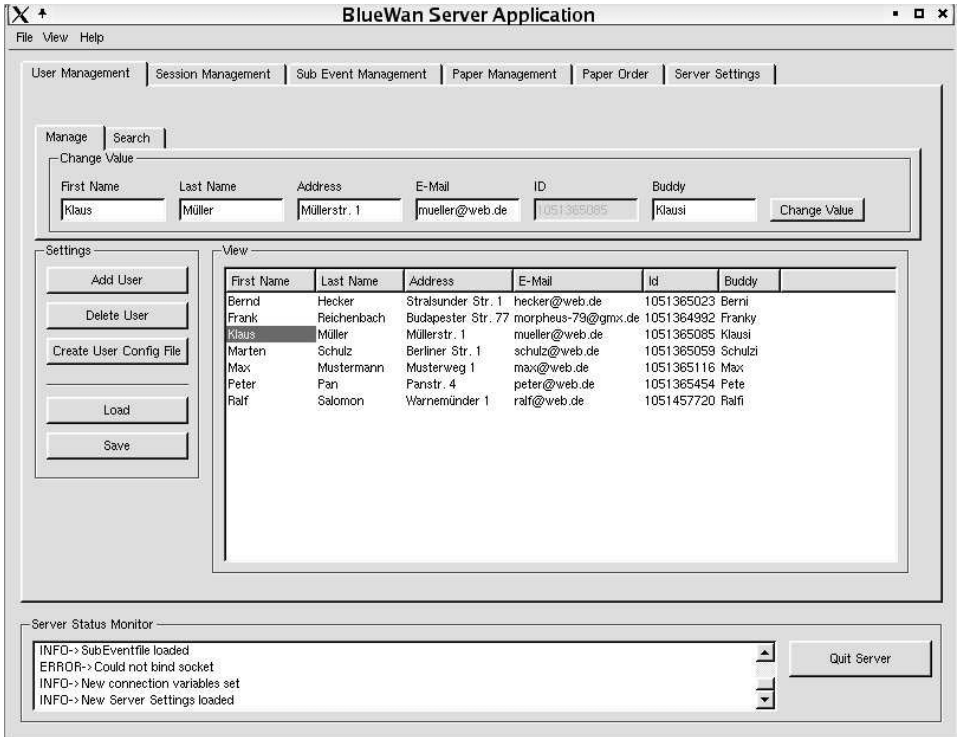 BlueWan Server Application
File View Help
User Management Session Management Sub Event Management Paper Management Paper Order Server Settings
Manage Search
Change Value
First Name Last Name Address E-Mail ID Buddy
Klaus Müller Müllerstr. 1 mueller@web.de 1051365085 Klausi Change Value
Settings View
Add User
Delete User
Create User Config File
Load
Save
First Name Last Name Address E-Mail Id Buddy
Bernd Hecker Stralsunder Str. 1 hecker@web.de 1051365023 Berni
Frank Reichenbach Budapester Str. 77 morpheus-79@gmx.de 1051364992 Franky
Klaus Müller Müllerstr. 1 mueller@web.de 1051365085 Klausi
Marten Schulz Berliner Str. 1 schulz@web.de 1051365059 Schulzi
Max Mustermann Musterweg 1 max@web.de 1051365116 Max
Peter Pan Panstr. 4 peter@web.de 1051365454 Pete
Ralf Salomon Warnemünder 1 ralf@web.de 1051457720 Ralfi
Server Status Monitor
INFO-> SubEventfile loaded
ERROR-> Could not bind socket
INFO-> New connection variables set
INFO-> New Server Settings loaded
Quit Server